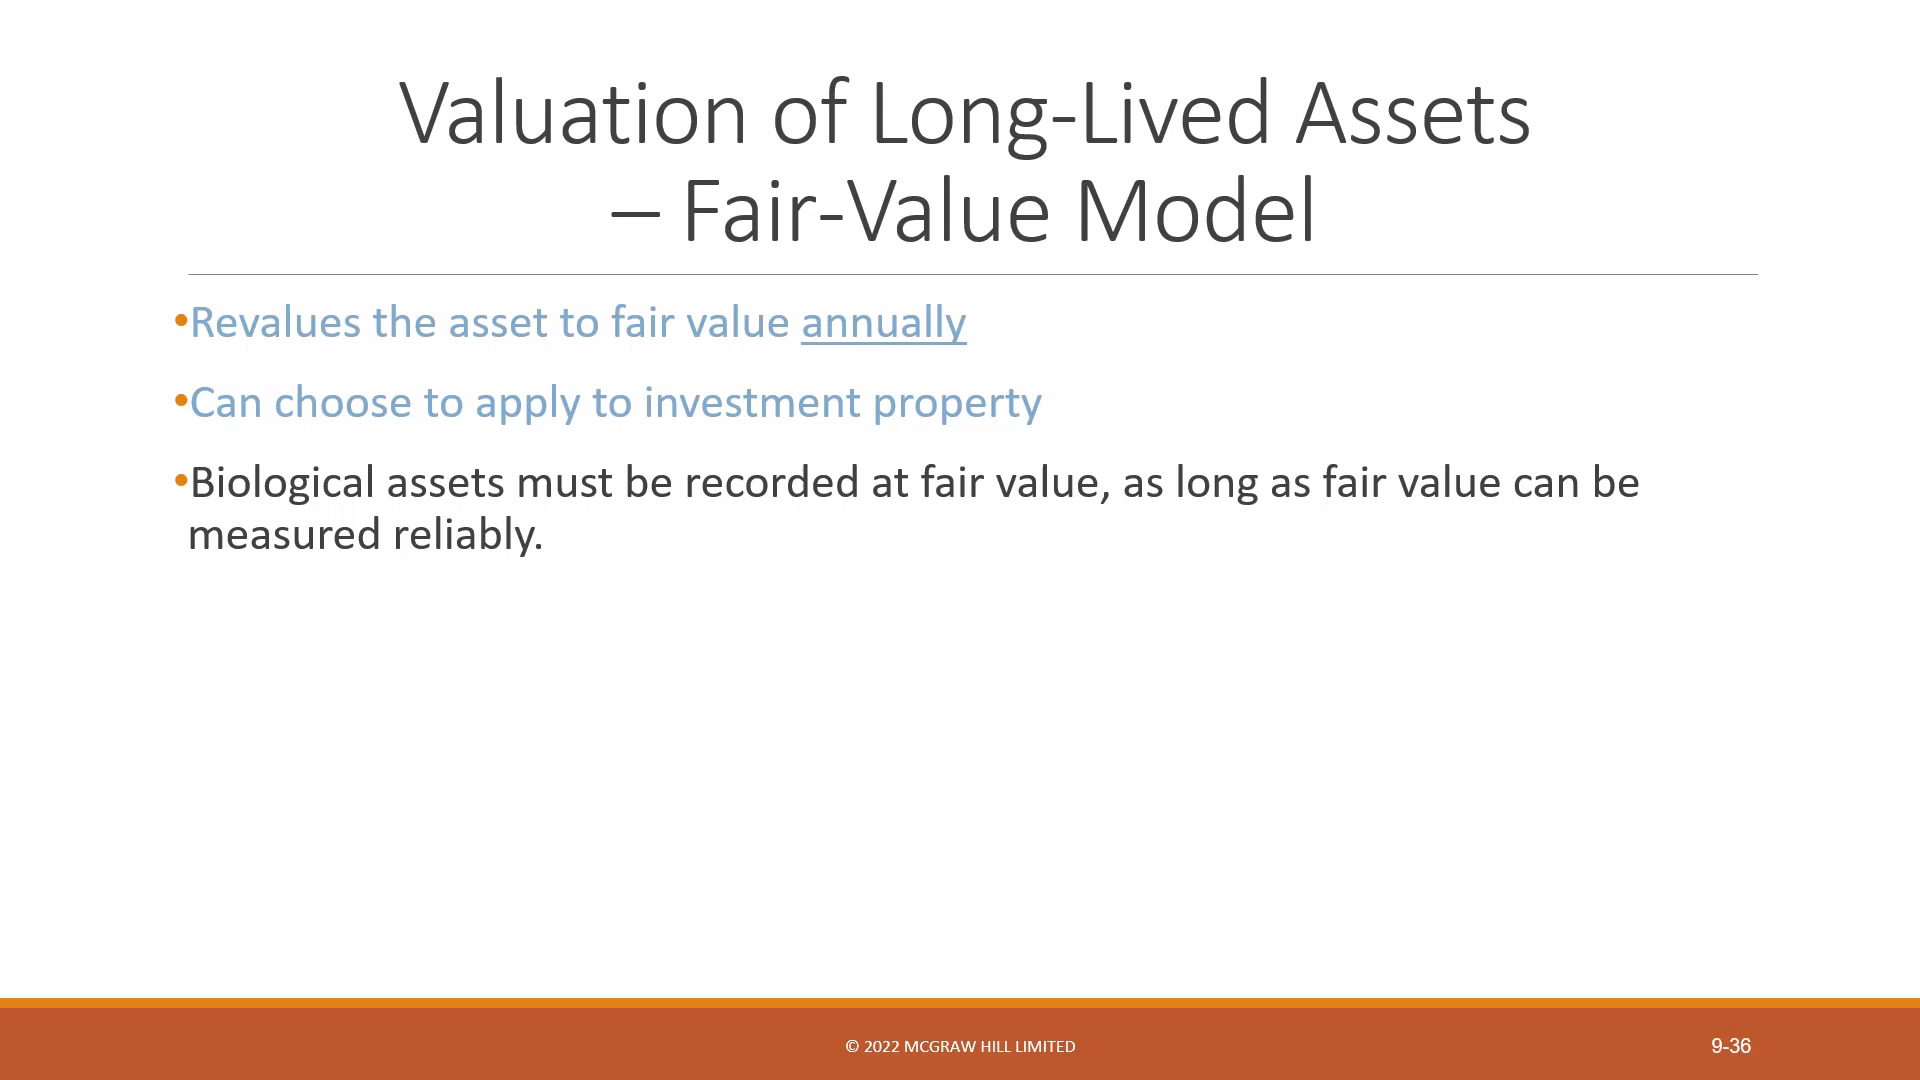 Valuation of Long-Lived Assets
– Fair-Value Model
•Revalues the asset to fair value annually
•Can choose to apply to investment property
•Biological assets must be recorded at fair value, as long as fair value can be
measured reliably.
© 2022 MCGRAW HILL LIMITED
9-36